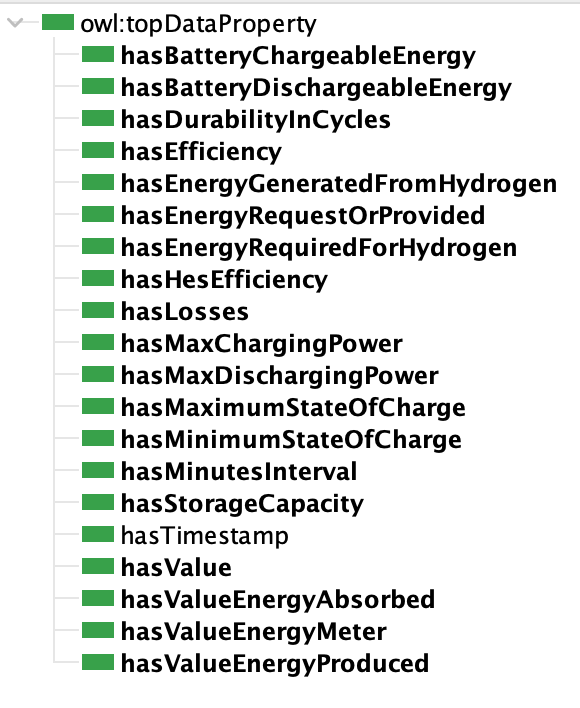 owl:topDataProperty
hasBatteryChargeableEnergy
hasBatteryDischargeableEnergy
hasDurabilityInCycles
hasEfficiency
hasEnergyGeneratedFromHydrogen
hasEnergyRequestOrProvided
hasEnergyRequiredForHydrogen
hasHesEfficiency
hasLosses
hasMaxChargingPower
hasMaxDischargingPower
hasMaximumStateOfCharge
hasMinimumStateOfCharge
hasMinutesInterval
hasStorageCapacity
hasTimestamp
hasValue
hasValueEnergyAbsorbed
hasValueEnergyMeter
hasValueEnergyProduced